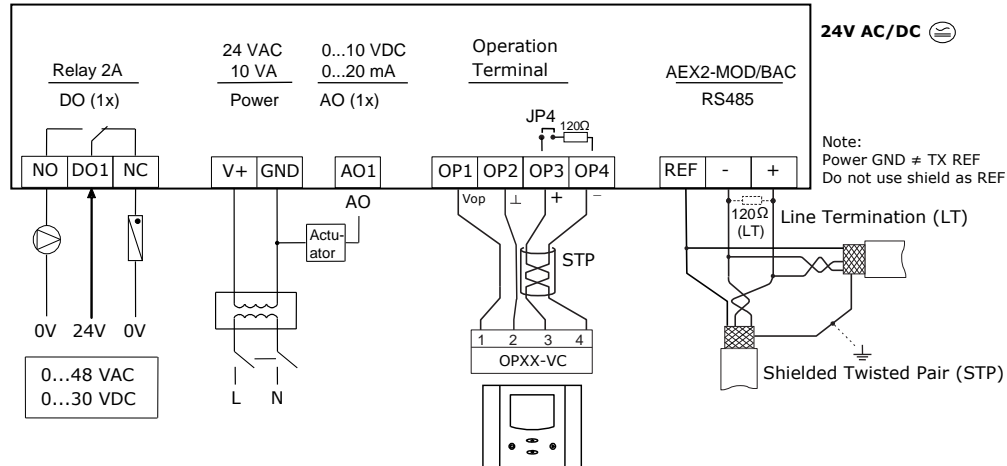 24V AC/DC
Relay 2A
DO (1x)
24 VAC
10 VA
Power
0...10 VDC
0...20 mA
AO (1x)
Operation
Terminal
AEX2-MOD/BAC
RS485
JP4
120Ω
NO DO1 NC
V+ GND
AO1
OP1 OP2 OP3 OP4
REF - +
Note:
Power GND ≠ TX REF
Do not use shield as REF
AO
Actu-
ator
Vop ⊥ + −
120Ω
(LT)
Line Termination (LT)
STP
0V 24V 0V
0...48 VAC
0...30 VDC
L N
1 2 3 4
OPXX-VC
Shielded Twisted Pair (STP)